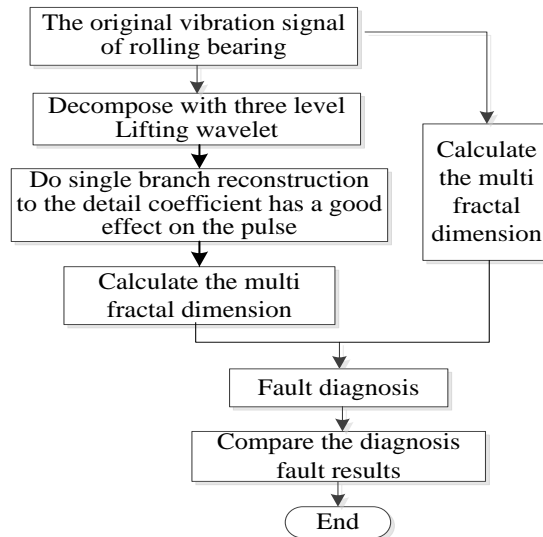 The original vibration signal
of rolling bearing
Decompose with three level
Lifting wavelet
Do single branch reconstruction
to the detail coefficient has a good
effect on the pulse
Calculate the multi
fractal dimension
Calculate
the multi
fractal
dimension
Fault diagnosis
Compare the diagnosis
fault results
End